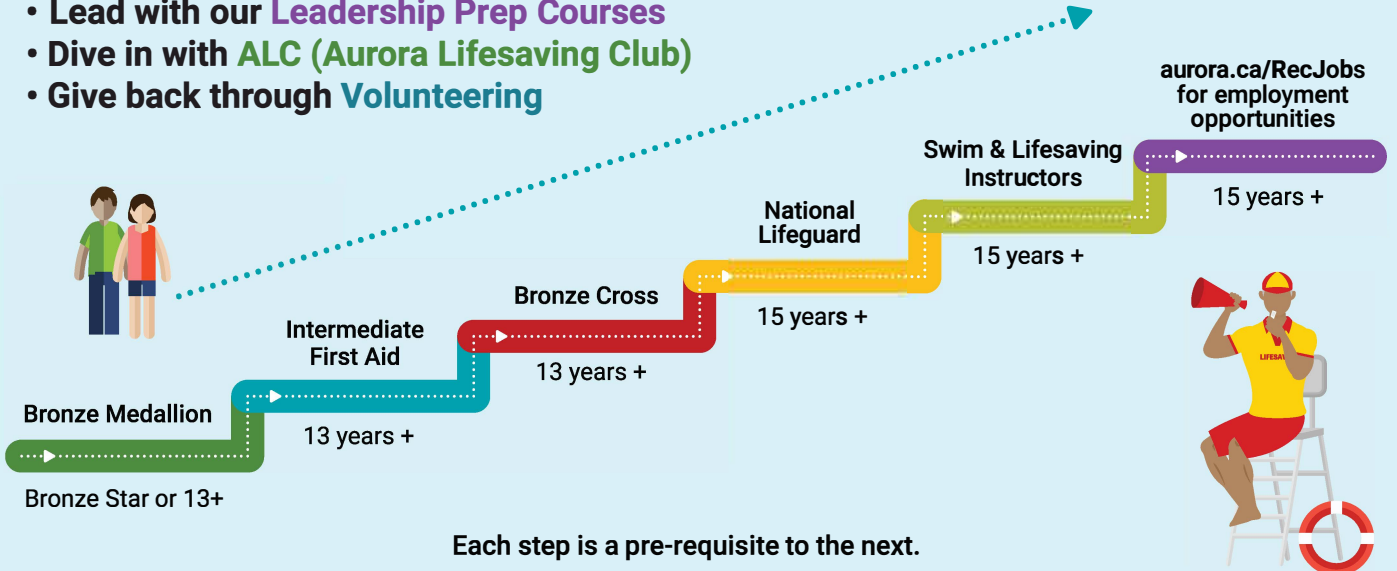 • Lead with our Leadership Prep Courses
• Dive in with ALC (Aurora Lifesaving Club)
• Give back through Volunteering
aurora.ca/RecJobs
for employment
opportunities
15 years +
Swim & Lifesaving
Instructors
15 years +
National
Lifeguard
15 years +
Bronze Cross
13 years +
Intermediate
First Aid
13 years +
Bronze Medallion
Bronze Star or 13+
Each step is a pre-requisite to the next.